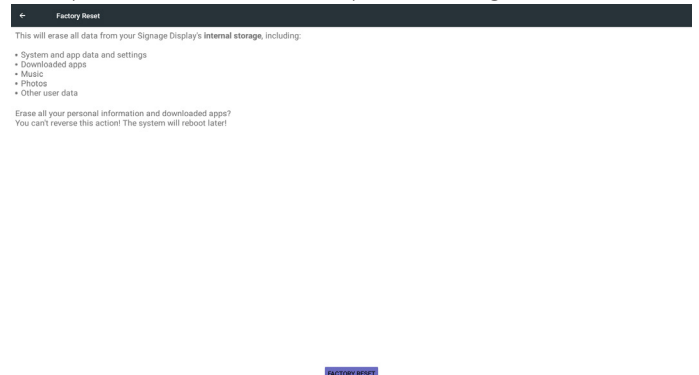 Factory Reset
This will erase all data from your Signage Display's internal storage, including:
• System and app data and settings
• Downloaded apps
• Music
• Photos
• Other user data
Erase all your personal information and downloaded apps?
You can't reverse this action! The system will reboot later!
FACTORY RESET